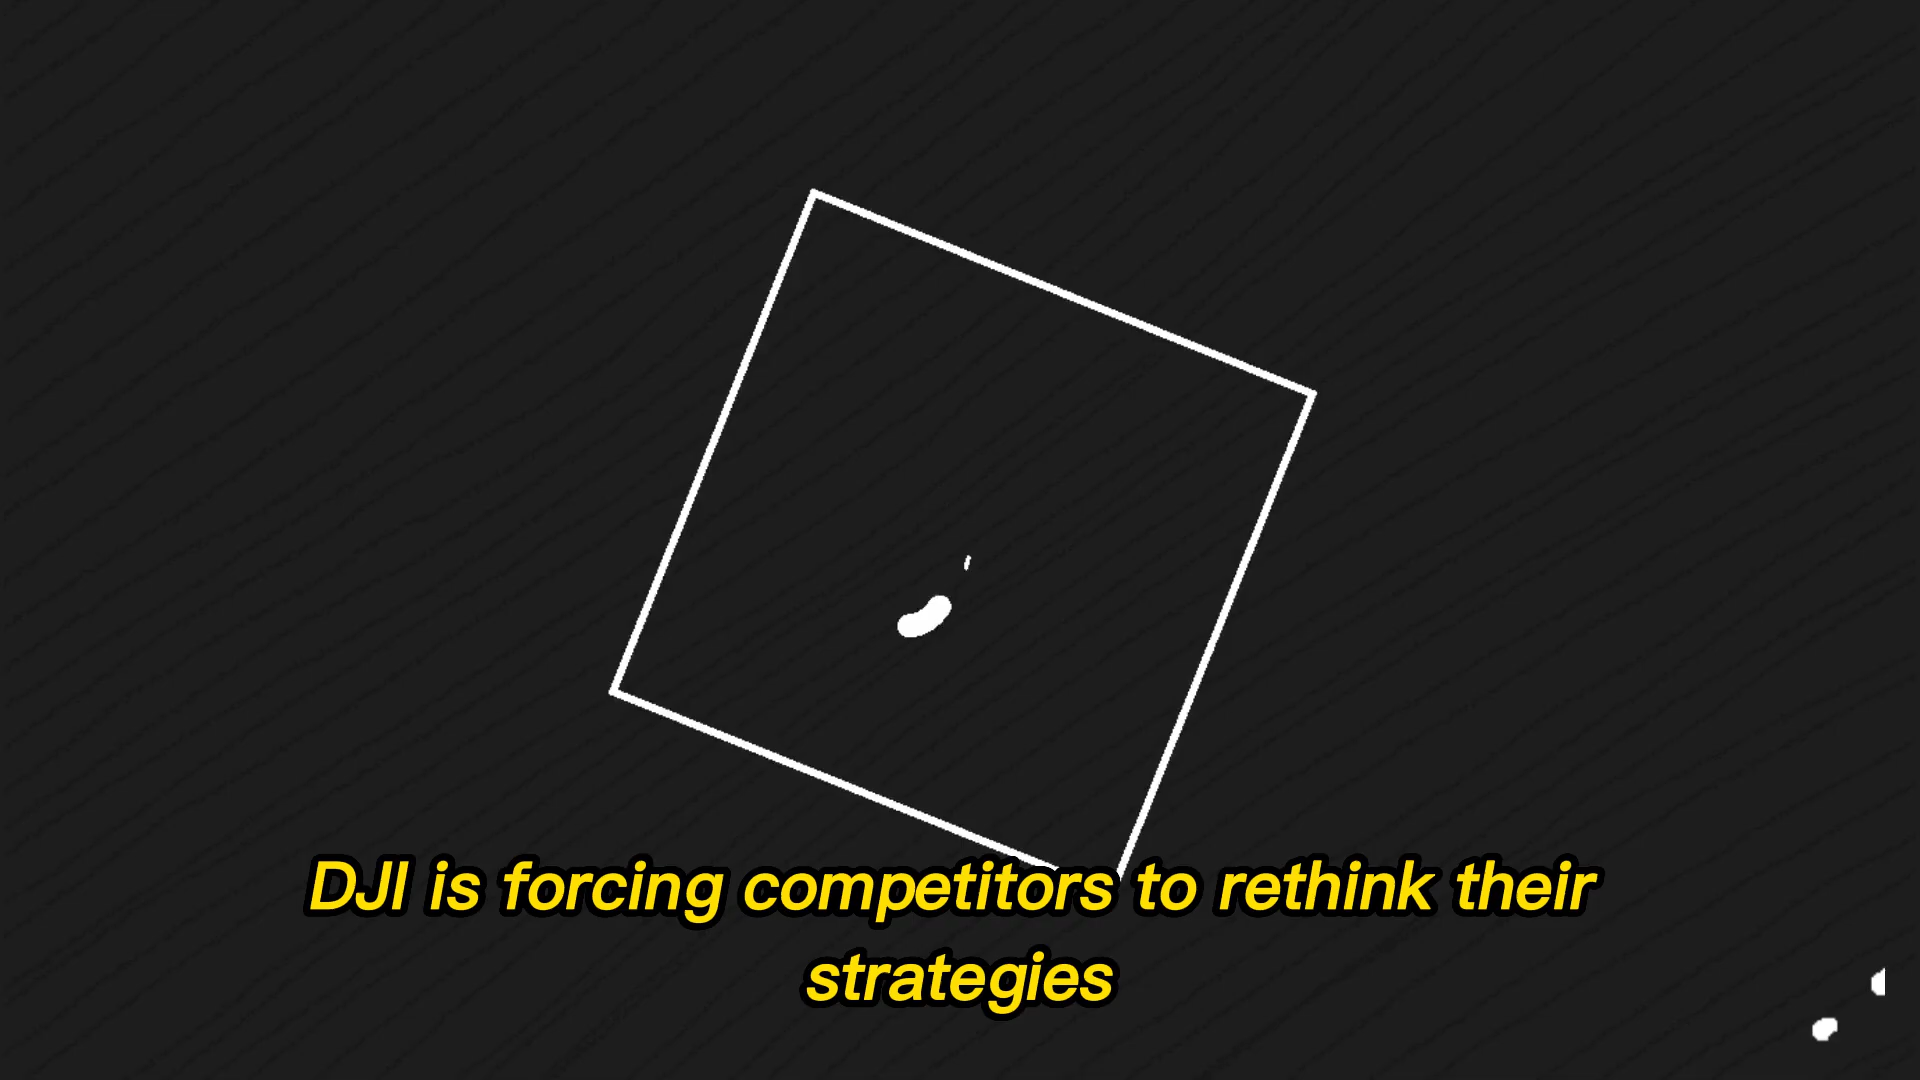 DJI is forcing competitors to rethink their
strategies